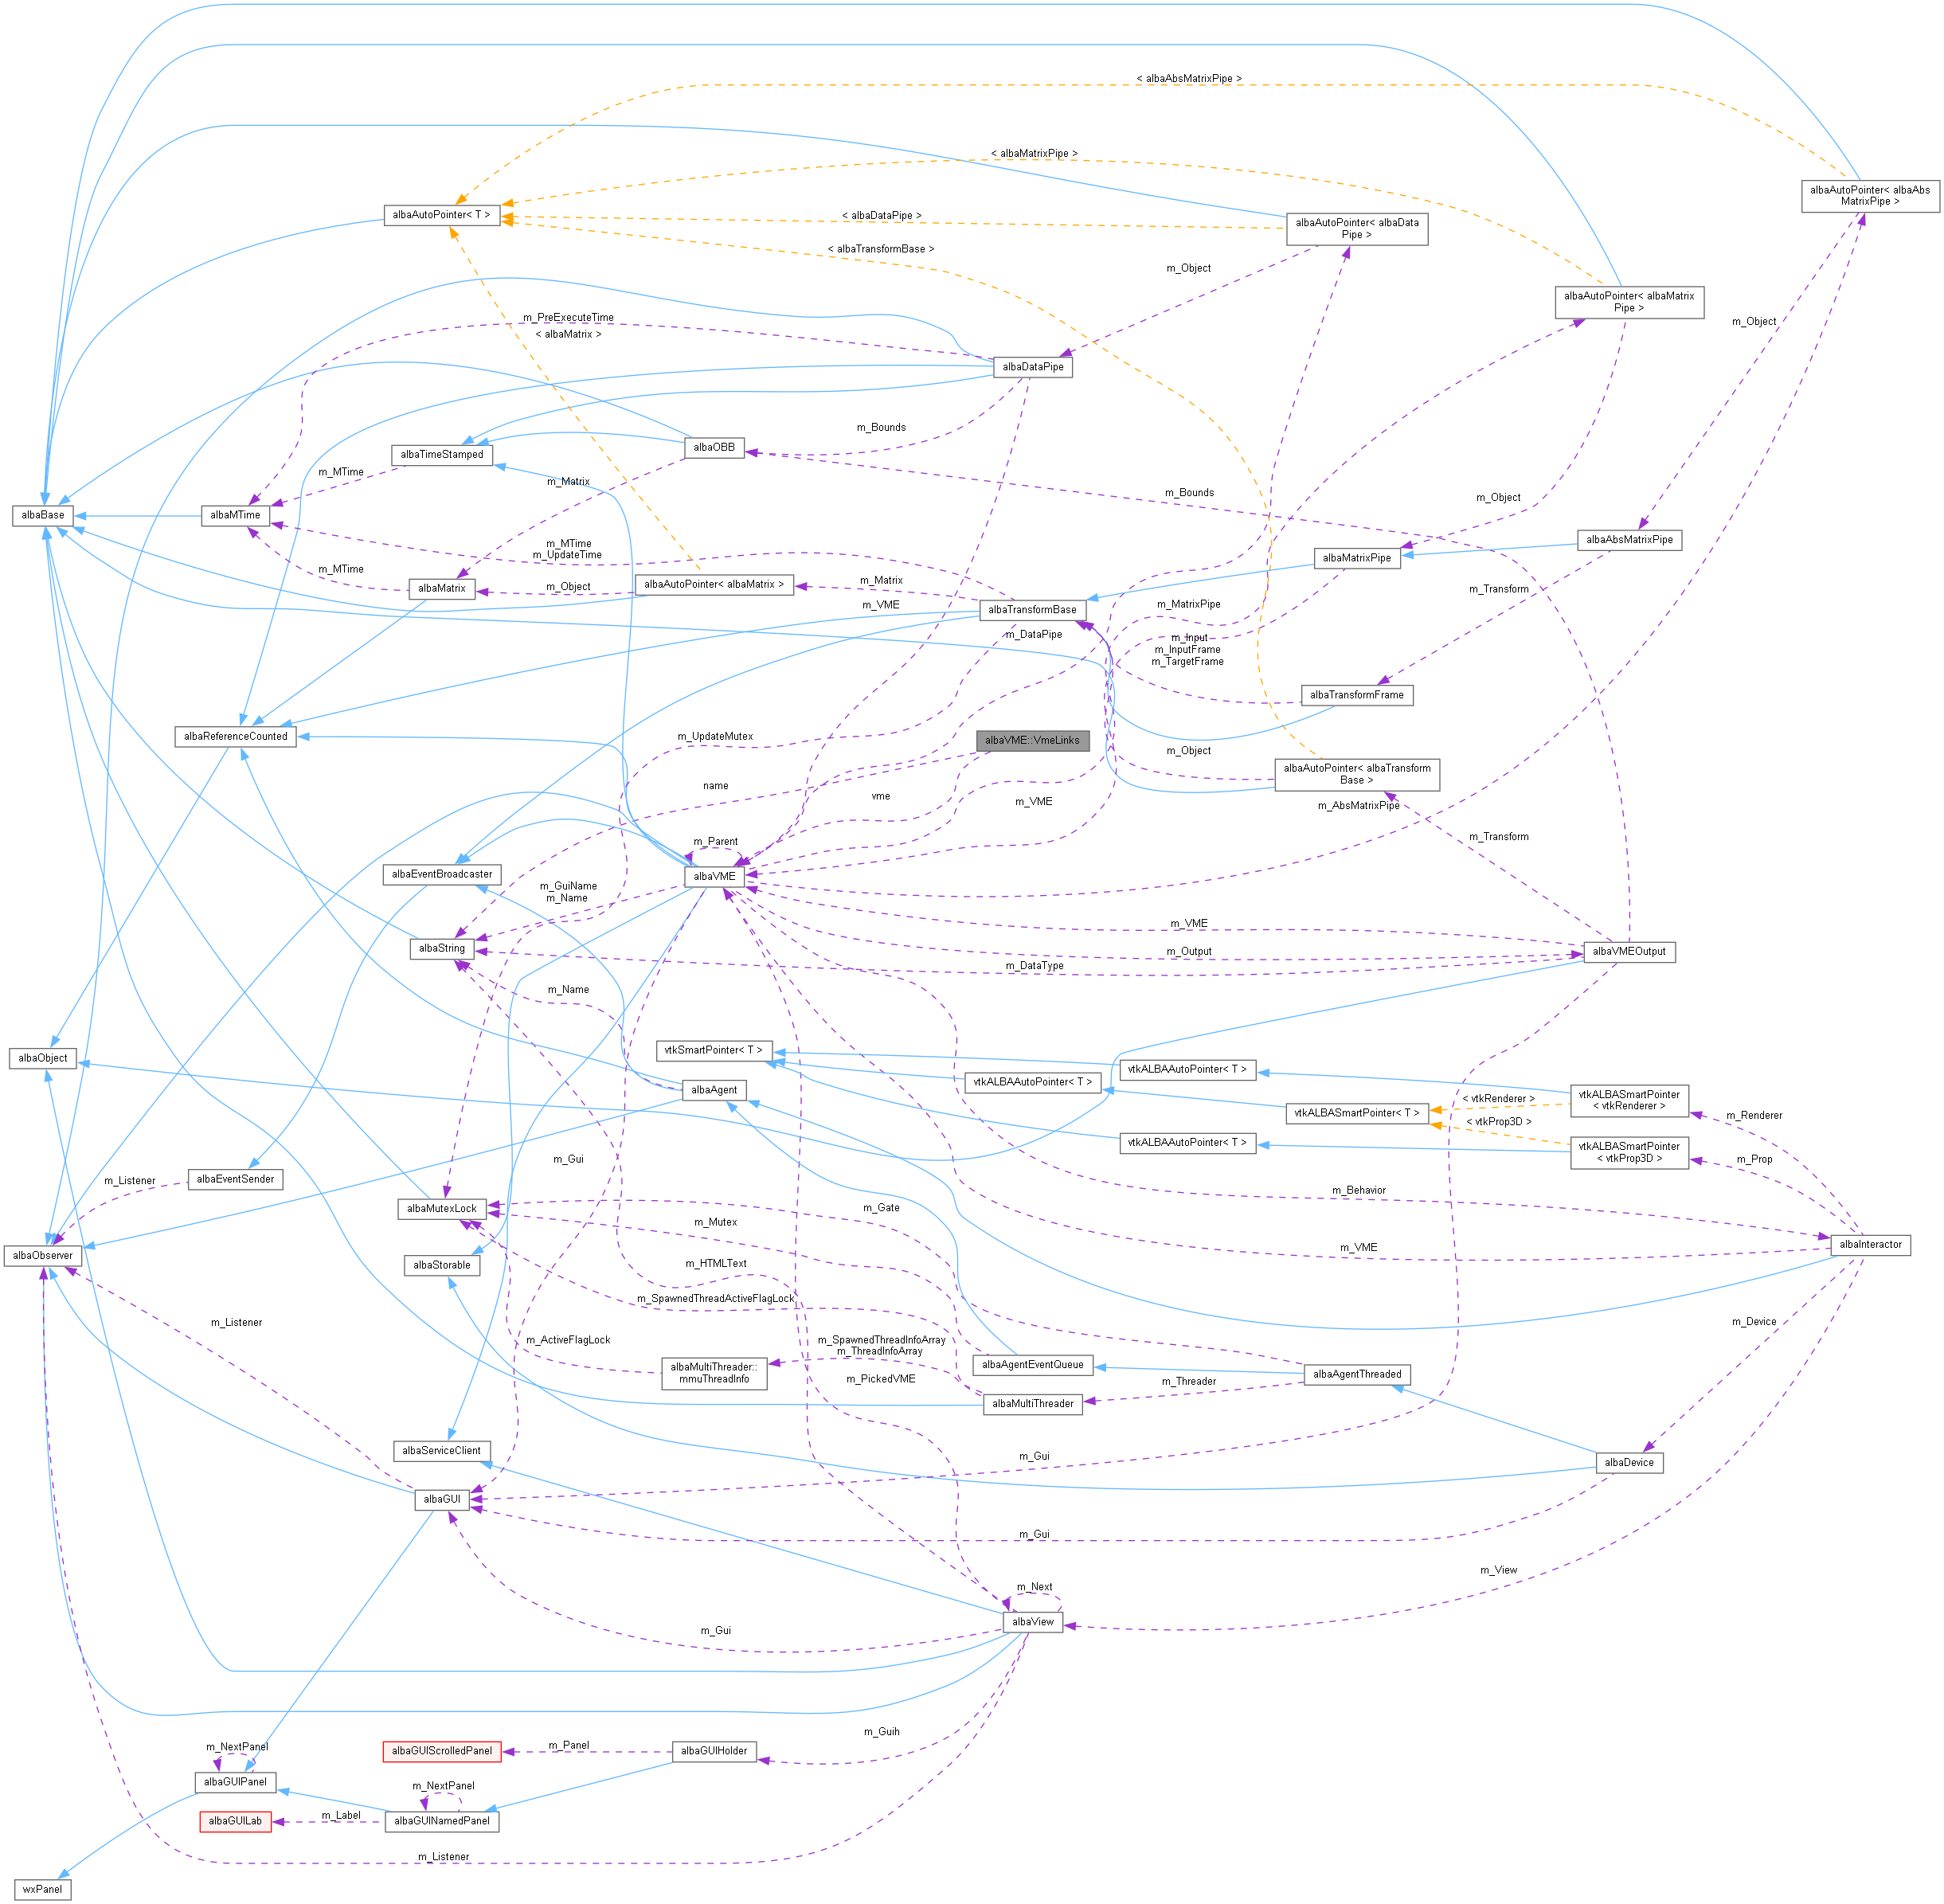 < albaAbsMatrixPipe >
< albaMatrixPipe >
albaAutoPointer< albaAbs
MatrixPipe >
albaAutoPointer< T >
< albaDataPipe >
albaAutoPointer< albaData
Pipe >
< albaTransformBase >
m_Object
albaAutoPointer< albaMatrix
Pipe >
m_PreExecuteTime
< albaMatrix >
m_Object
albaDataPipe
m_Bounds
albaOBB
albaTimeStamped
m_MTime
m_Matrix
m_Bounds
m_Object
albaBase
albaMTime
m_MTime
m_UpdateTime
albaAbsMatrixPipe
albaMatrixPipe
m_MTime
albaMatrix
m_Object
albaAutoPointer< albaMatrix >
m_Matrix
m_VME
albaTransformBase
m_MatrixPipe
m_Transform
m_DataPipe
m_Input
m_InputFrame
m_TargetFrame
albaTransformFrame
albaReferenceCounted
m_UpdateMutex
albaVME::VmeLinks
m_Object
albaAutoPointer< albaTransform
Base >
name
vme
m_VME
m_AbsMatrixPipe
m_Parent
m_Transform
albaEventBroadcaster
albaVME
m_GuiName
m_Name
m_VME
albaString
m_Output
albaVMEOutput
m_DataType
m_Name
albaObject
vtkSmartPointer< T >
vtkALBAAutoPointer< T >
vtkALBAAutoPointer< T >
albaAgent
vtkALBASmartPointer
< vtkRenderer >
< vtkRenderer >
vtkALBASmartPointer< T >
m_Renderer
< vtkProp3D >
vtkALBAAutoPointer< T >
vtkALBASmartPointer
< vtkProp3D >
m_Prop
m_Gui
m_Listener
albaEventSender
m_Behavior
albaMutexLock
m_Gate
m_Mutex
albaObserver
m_VME
albaInteractor
albaStorable
m_HTMLText
m_SpawnedThreadActiveFlagLock
m_Listener
m_Device
m_ActiveFlagLock
m_SpawnedThreadInfoArray
m_ThreadInfoArray
albaMultiThreader::
mmuThreadInfo
albaAgentEventQueue
albaAgentThreaded
m_PickedVME
m_Threader
albaMultiThreader
albaServiceClient
m_Gui
albaDevice
albaGUI
m_Gui
m_View
m_Next
albaView
m_Gui
m_Guih
m_NextPanel
albaGUIScrolledPanel
m_Panel
albaGUIHolder
albaGUIPanel
m_NextPanel
albaGUILab
m_Label
albaGUINamedPanel
m_Listener
wxPanel